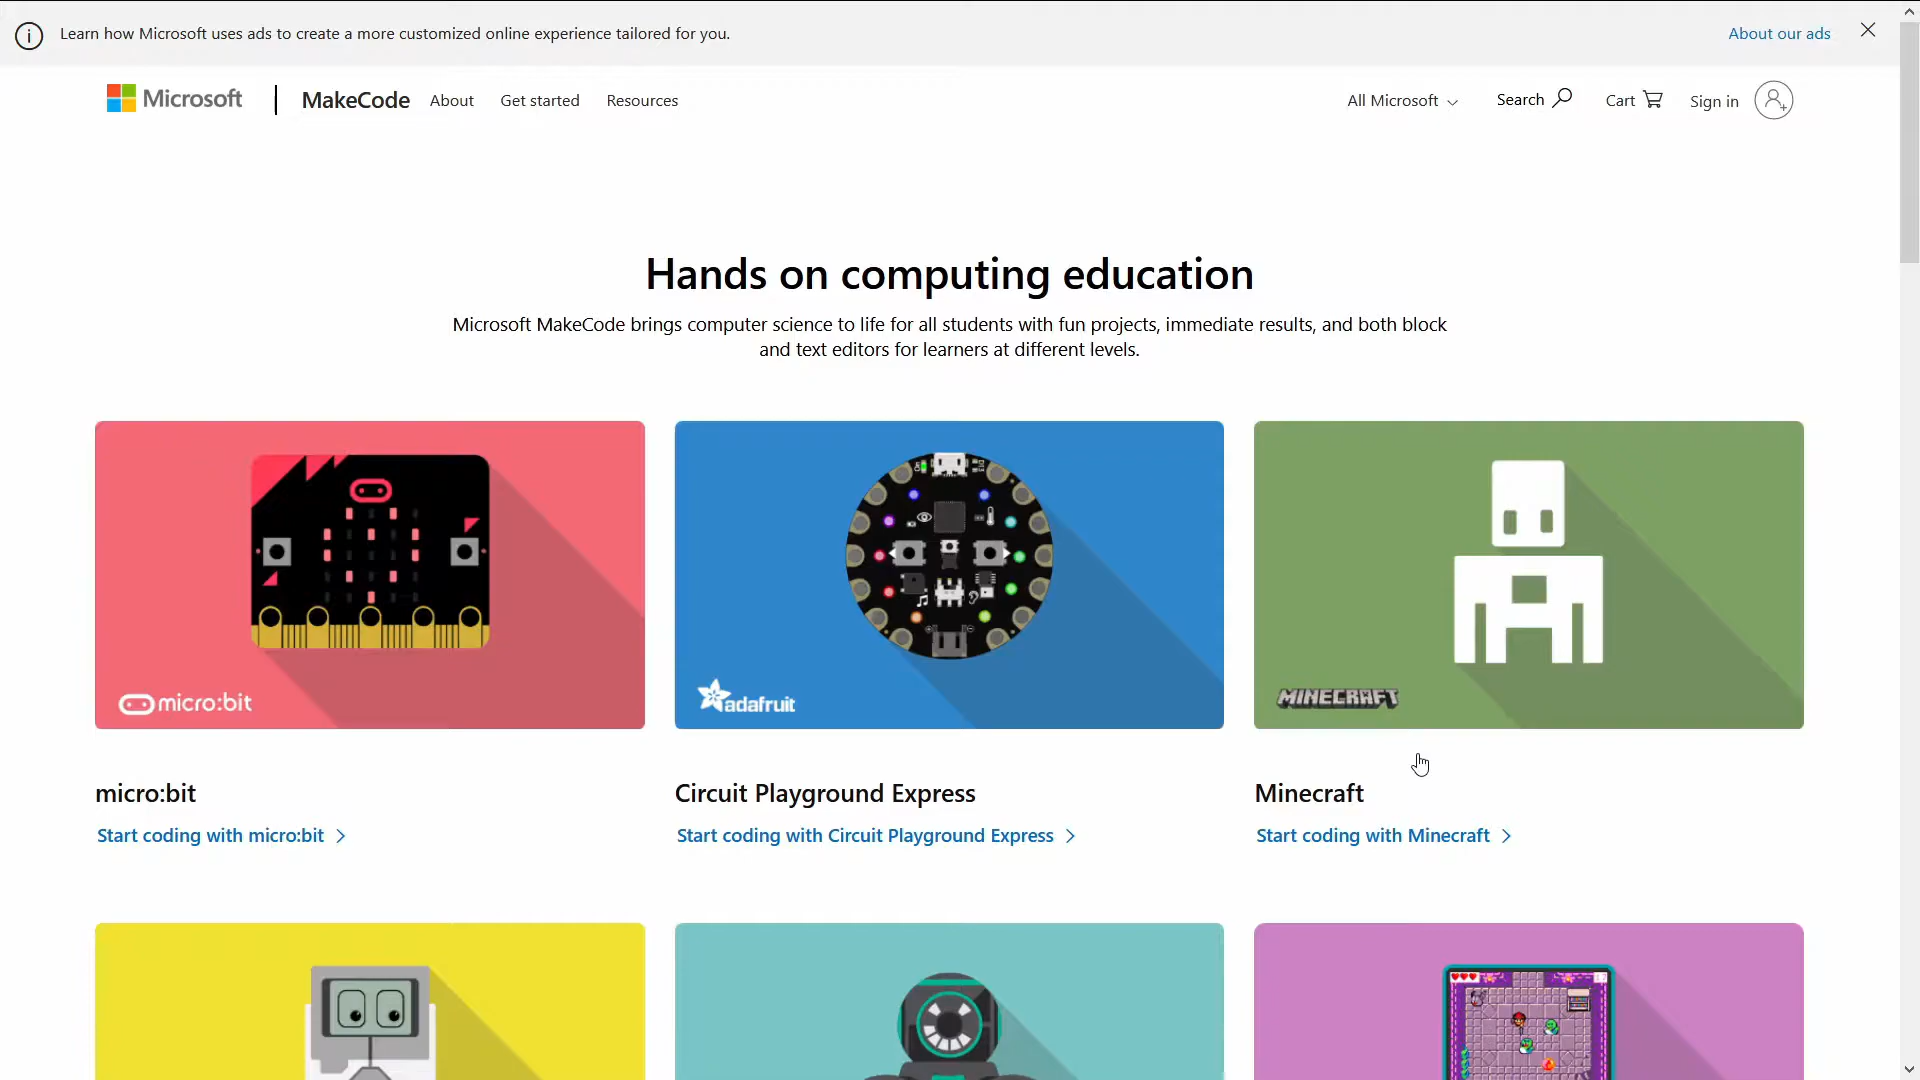 Learn how Microsoft uses ads to create a more customized online experience tailored for you.
About our ads
Microsoft
MakeCode
About
Get started
Resources
All Microsoft
Search
Cart
Sign in
Hands on computing education
Microsoft MakeCode brings computer science to life for all students with fun projects, immediate results, and both block
and text editors for learners at different levels.
micro:bit
adafruit
MINECRAFT
micro:bit
Circuit Playground Express
Minecraft
Start coding with micro:bit
Start coding with Circuit Playground Express
Start coding with Minecraft